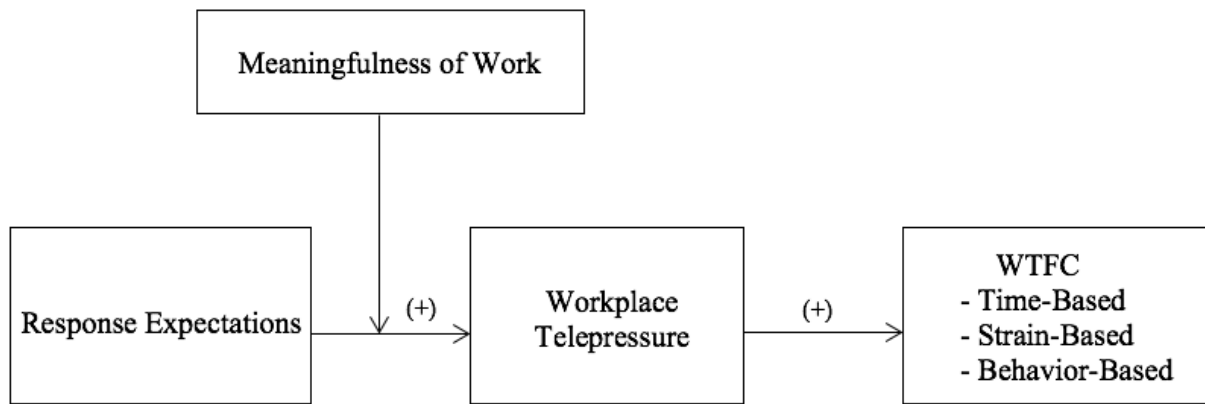 Meaningfulness of Work
Response Expectations
(+)
Workplace
Telepressure
(+)
WTFC
- Time-Based
- Strain-Based
- Behavior-Based